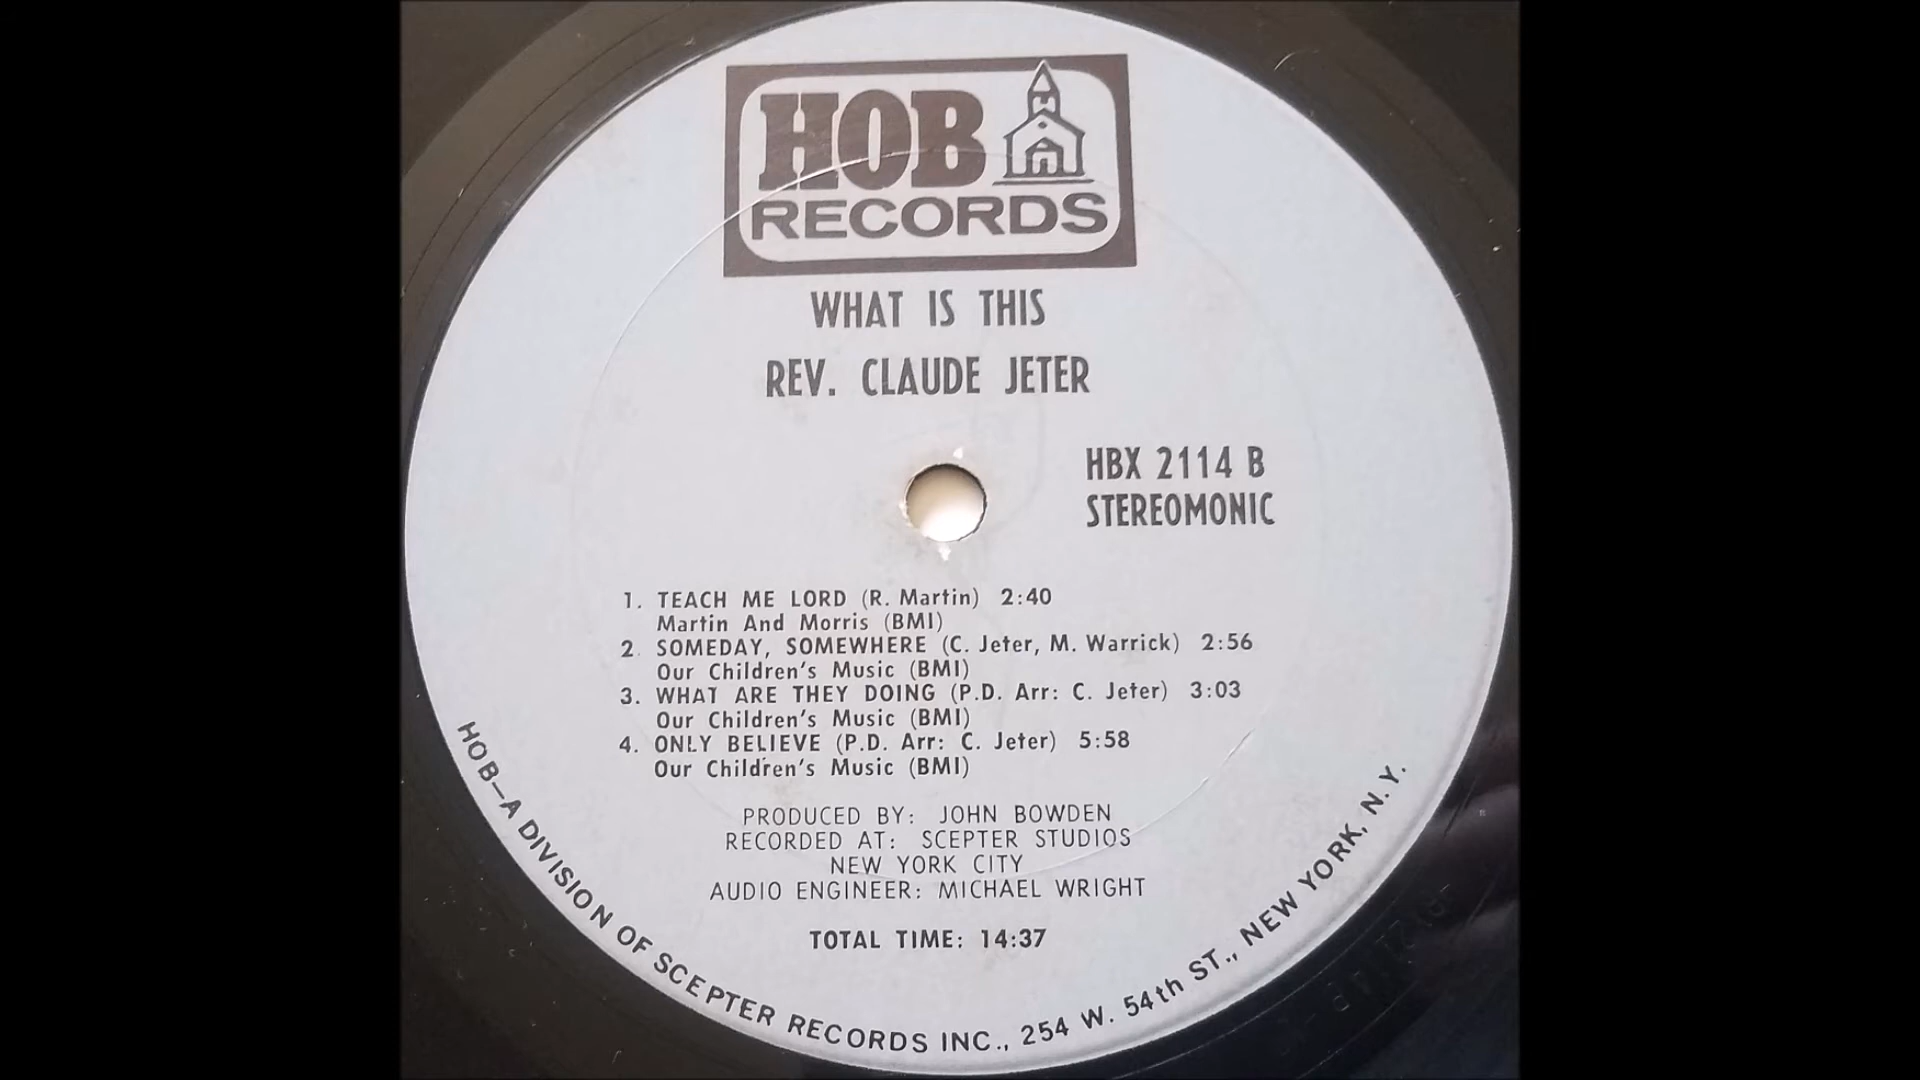 HOB
RECORDS
WHAT IS THIS
REV. CLAUDE JETER
HBX 2114 B
STEREOMONIC
1. TEACH ME LORD (R. Martin) 2:40
Martin And Morris (BMI)
2. SOMEDAY, SOMEWHERE (C. Jeter, M. Warrick) 2:56
Our Children's Music (BMI)
3. WHAT ARE THEY DOING (P.D. Arr: C. Jeter) 3:03
Our Children's Music (BMI)
4. ONLY BELIEVE (P.D. Arr: C. Jeter) 5:58
Our Children's Music (BMI)
PRODUCED BY: JOHN BOWDEN
RECORDED AT: SCEPTER STUDIOS
NEW YORK CITY
AUDIO ENGINEER: MICHAEL WRIGHT
TOTAL TIME: 14:37
HOB—A DIVISION OF SCEPTER RECORDS INC., 254 W. 54th ST., NEW YORK, N.Y.